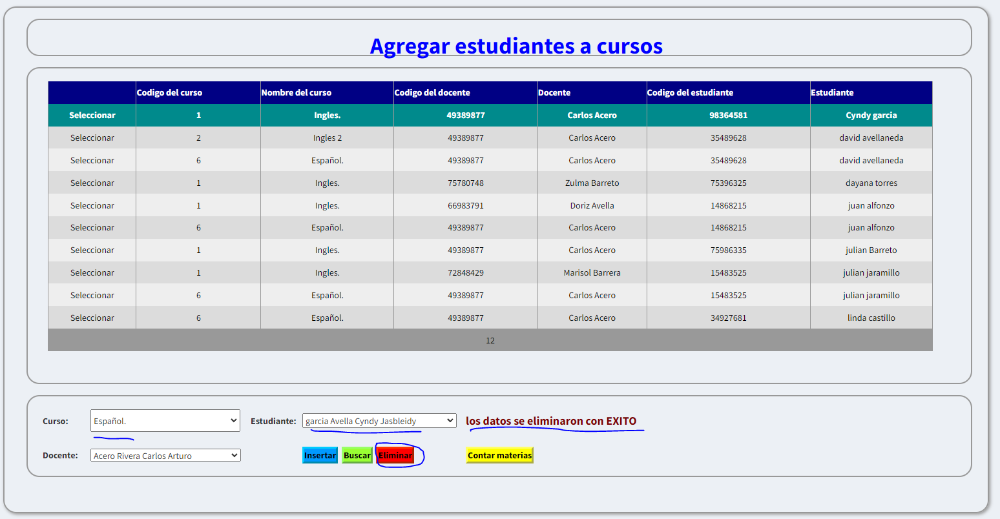 Agregar estudiantes a cursos
Codigo del curso Nombre del curso Codigo del docente Docente Codigo del estudiante Estudiante
Seleccionar 1 Ingles. 49389877 Carlos Acero 98364581 Cyndy garcia
Seleccionar 2 Ingles 2 49389877 Carlos Acero 35489628 david avellaneda
Seleccionar 6 Español. 49389877 Carlos Acero 35489628 david avellaneda
Seleccionar 1 Ingles. 75780748 Zulma Barreto 75396325 dayana torres
Seleccionar 1 Ingles. 66983791 Doriz Avella 14868215 juan alfonzo
Seleccionar 6 Español. 49389877 Carlos Acero 14868215 juan alfonzo
Seleccionar 1 Ingles. 49389877 Carlos Acero 75986335 julian Barreto
Seleccionar 1 Ingles. 72848429 Marisol Barrera 15483525 julian jaramillo
Seleccionar 6 Español. 49389877 Carlos Acero 15483525 julian jaramillo
Seleccionar 6 Español. 49389877 Carlos Acero 34927681 linda castillo
12
Curso: Español. Estudiante: garcia Avella Cyndy Jasbleidy los datos se eliminaron con EXITO
Docente: Acero Rivera Carlos Arturo Insertar Buscar Eliminar Contar materias